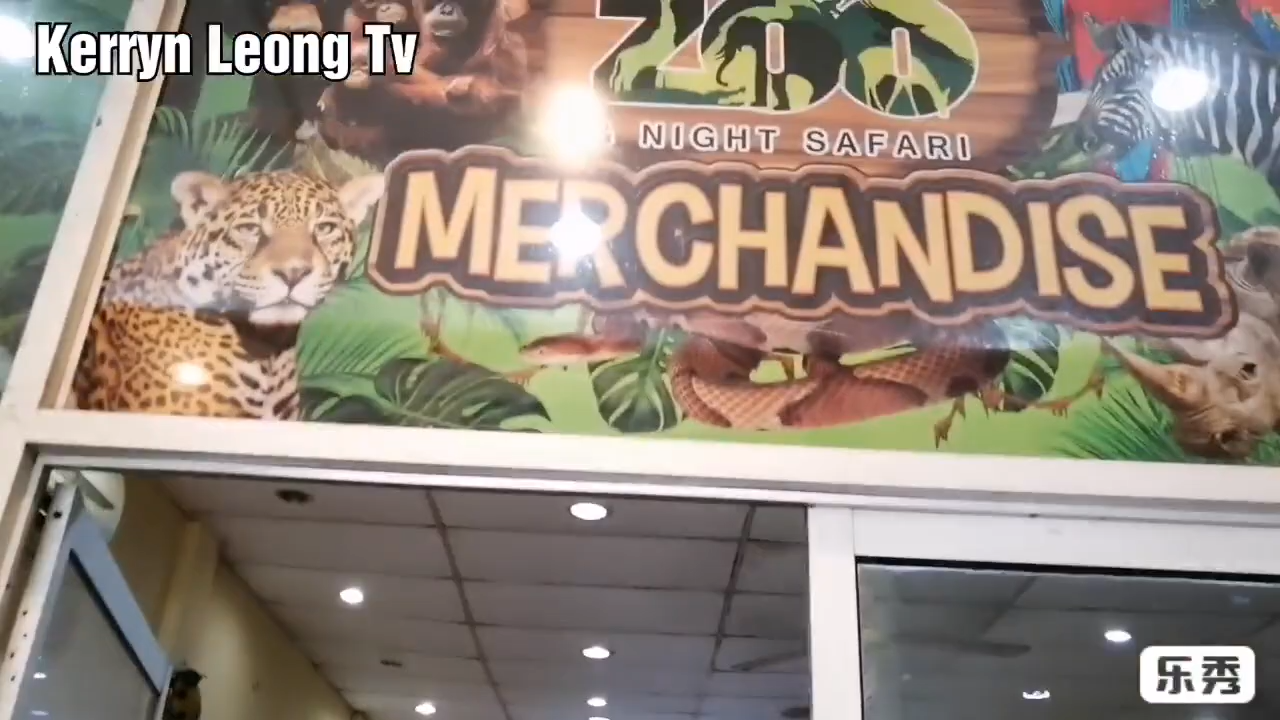 Kerryn Leong Tv
ZOO
NIGHT SAFARI
MERCHANDISE
乐秀